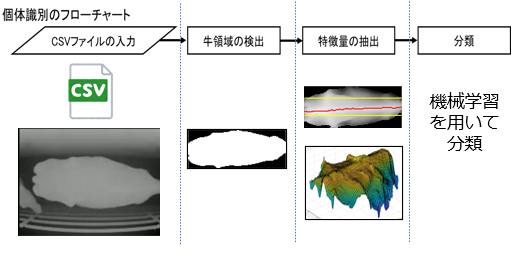 個体識別のフローチャート
CSVファイルの入力
牛領域の検出
特徴量の抽出
分類
CSV
機械学習
を用いて
分類